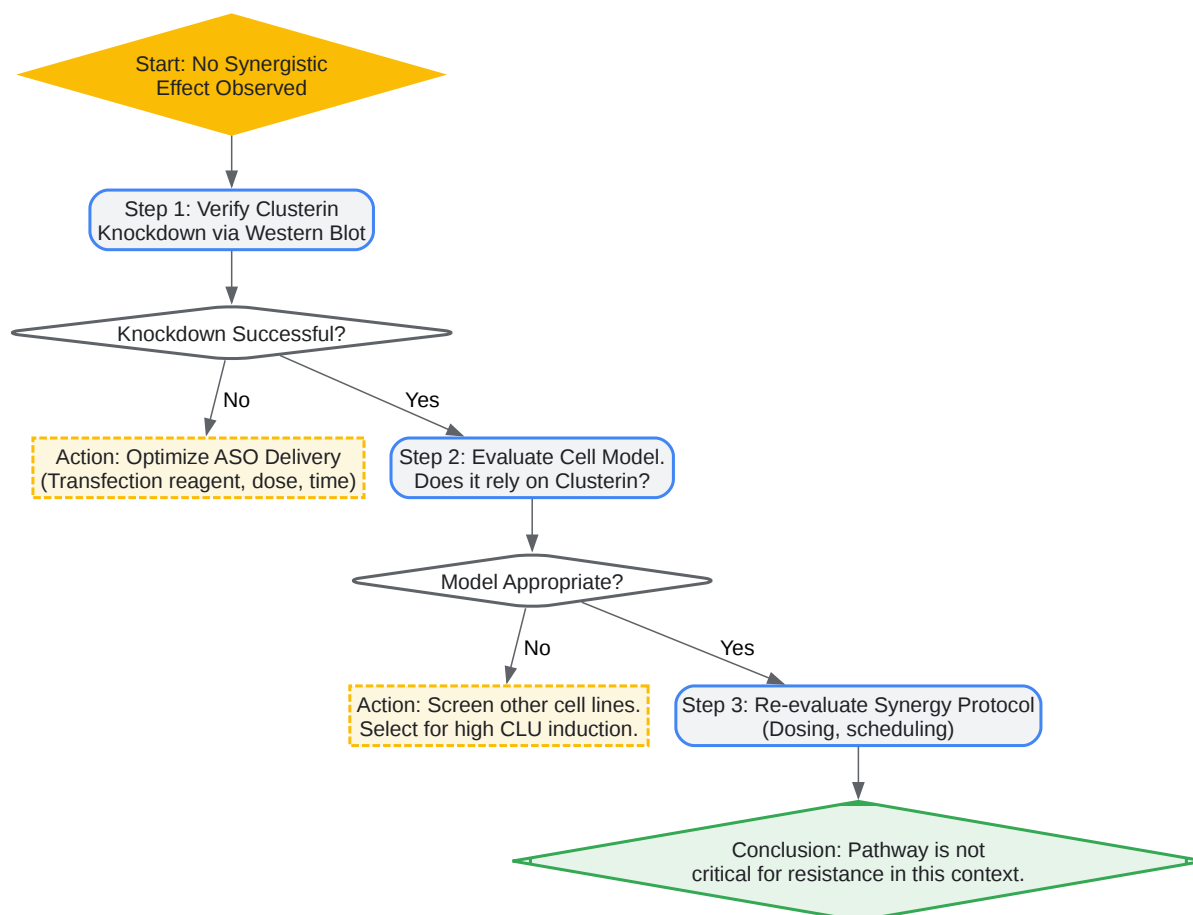 Start: No Synergistic
Effect Observed
Step 1: Verify Clusterin
Knockdown via Western Blot
Knockdown Successful?
No
Yes
Action: Optimize ASO Delivery
(Transfection reagent, dose, time)
Step 2: Evaluate Cell Model.
Does it rely on Clusterin?
Model Appropriate?
No
Yes
Action: Screen other cell lines.
Select for high CLU induction.
Step 3: Re-evaluate Synergy Protocol
(Dosing, scheduling)
Conclusion: Pathway is not
critical for resistance in this context.